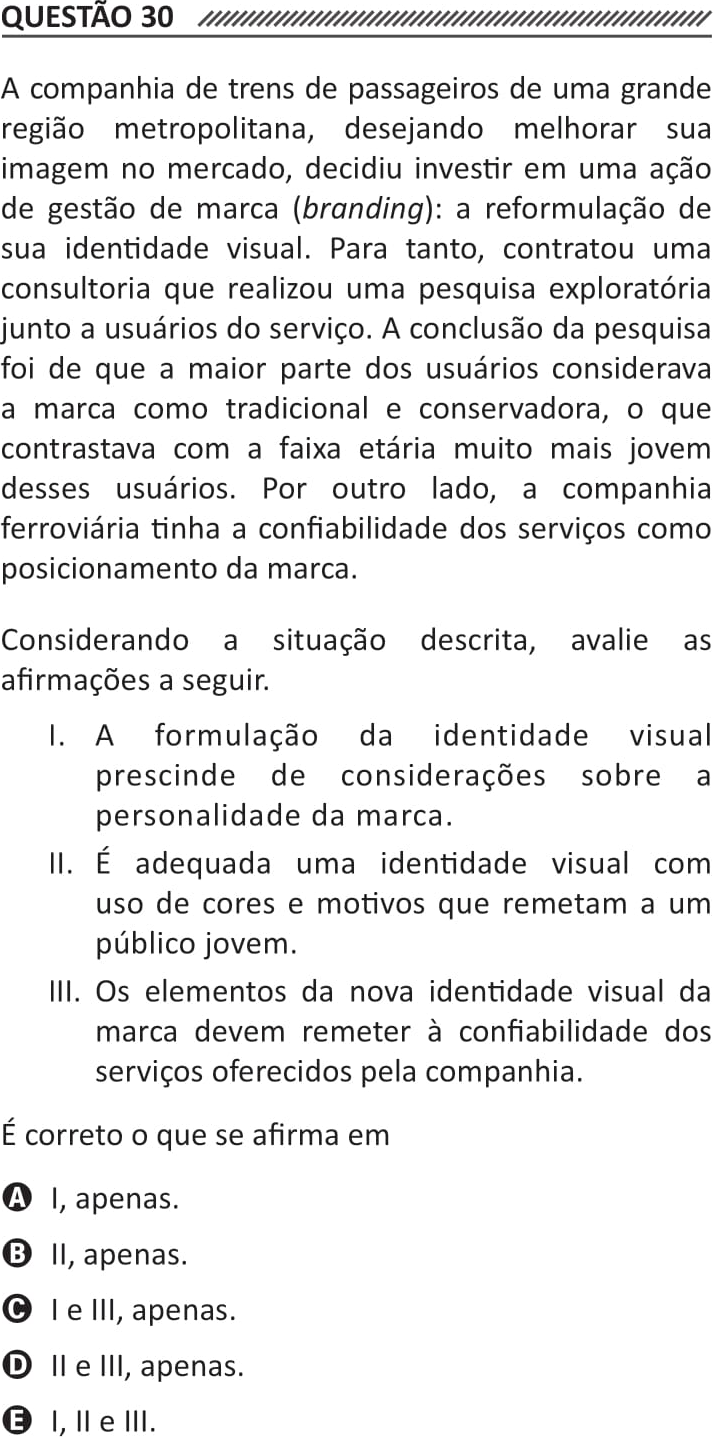 QUESTÃO 30
A companhia de trens de passageiros de uma grande
região metropolitana, desejando melhorar sua
imagem no mercado, decidiu investir em uma ação
de gestão de marca (branding): a reformulação de
sua identidade visual. Para tanto, contratou uma
consultoria que realizou uma pesquisa exploratória
junto a usuários do serviço. A conclusão da pesquisa
foi de que a maior parte dos usuários considerava
a marca como tradicional e conservadora, o que
contrastava com a faixa etária muito mais jovem
desses usuários. Por outro lado, a companhia
ferroviária tinha a confiabilidade dos serviços como
posicionamento da marca.
Considerando a situação descrita, avalie as
afirmações a seguir.
I. A formulação da identidade visual
prescinde de considerações sobre a
personalidade da marca.
II. É adequada uma identidade visual com
uso de cores e motivos que remetam a um
público jovem.
III. Os elementos da nova identidade visual da
marca devem remeter à confiabilidade dos
serviços oferecidos pela companhia.
É correto o que se afirma em
A I, apenas.
B II, apenas.
C I e III, apenas.
D II e III, apenas.
E I, II e III.